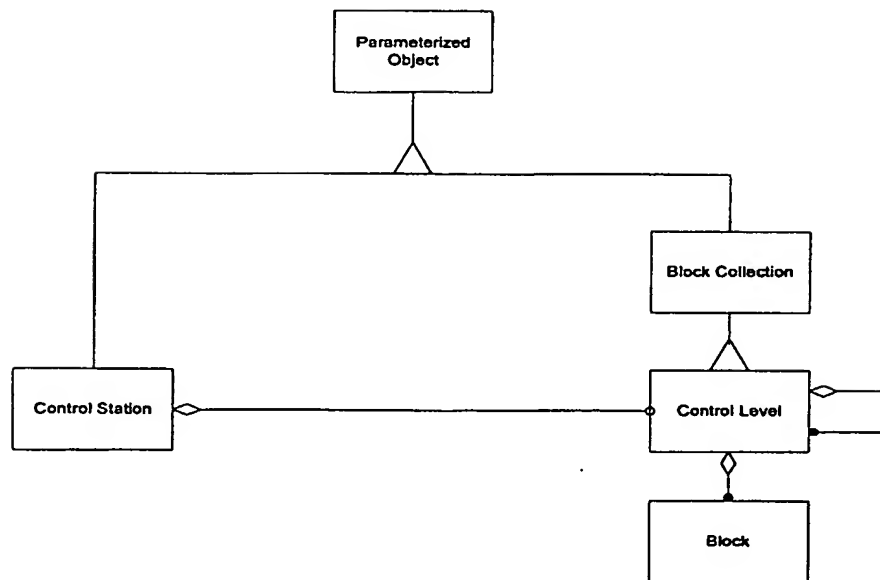 Parameterized
Object
Block Collection
Control Station
Control Level
Block